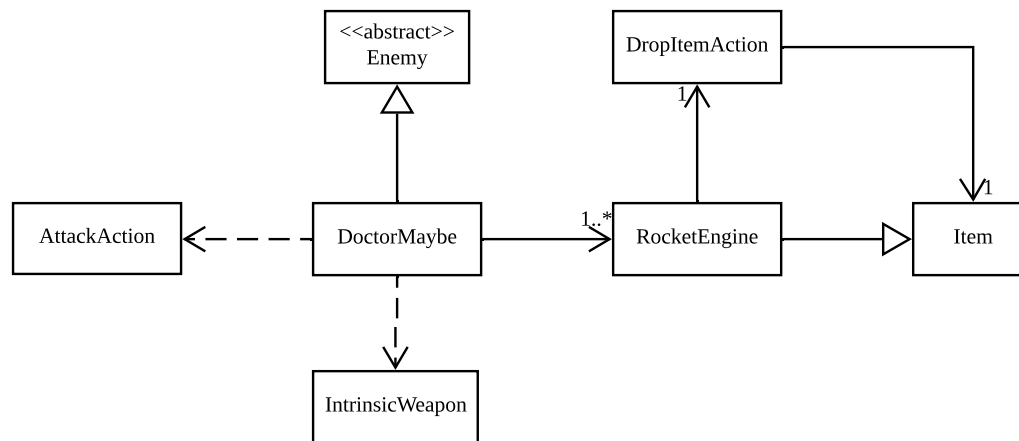 <<abstract>>
Enemy
DropItemAction
1
1
AttackAction
DoctorMaybe
1..*
RocketEngine
Item
IntrinsicWeapon